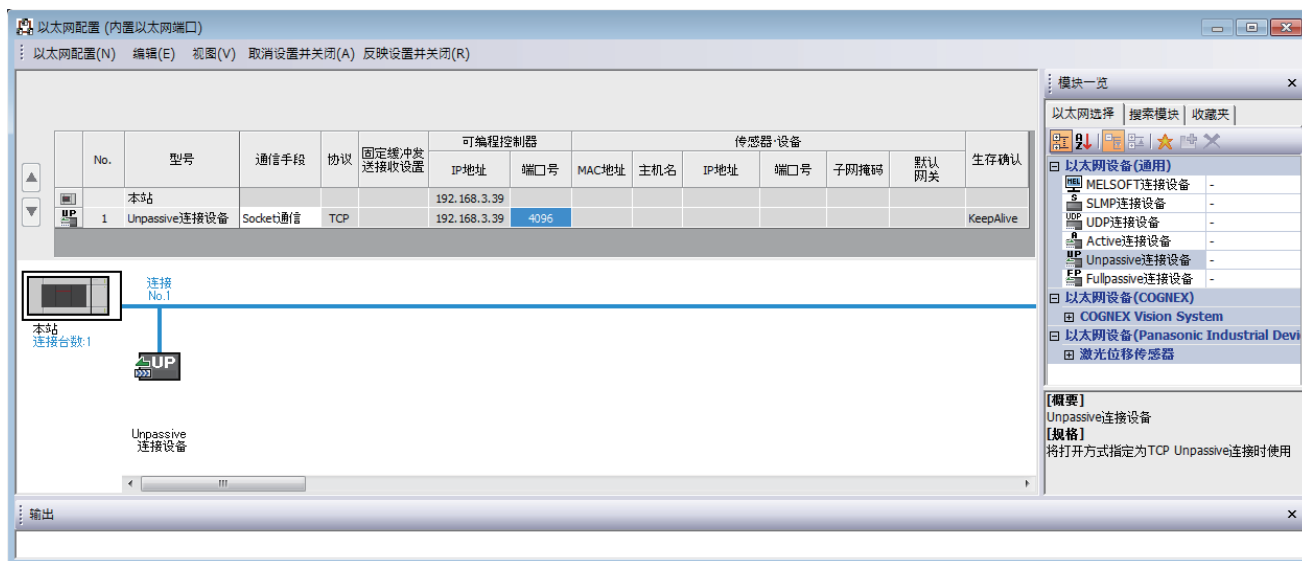 以太网配置 (内置以太网端口)
以太网配置(N) 编辑(E) 视图(V) 取消设置并关闭(A) 反映设置并关闭(R)
No. 型号 通信手段 协议 固定缓冲发送接收设置 可编程控制器 传感器·设备 生存确认
IP地址 端口号 MAC地址 主机名 IP地址 端口号 子网掩码 默认网关
本站 192.168.3.39
UP 1 Unpassive连接设备 Socket通信 TCP 192.168.3.39 4096 KeepAlive
连接
No.1
本站
连接台数:1
UP
Unpassive
连接设备
模块一览
以太网选择 搜索模块 收藏夹
以太网设备(通用)
MEL MELSOFT连接设备 -
S SLMP连接设备 -
UDP UDP连接设备 -
A Active连接设备 -
UP Unpassive连接设备 -
FP Fullpassive连接设备 -
以太网设备(COGNEX)
COGNEX Vision System
以太网设备(Panasonic Industrial Devi
激光位移传感器
[概要]
Unpassive连接设备
[规格]
将打开方式指定为TCP Unpassive连接时使用
输出